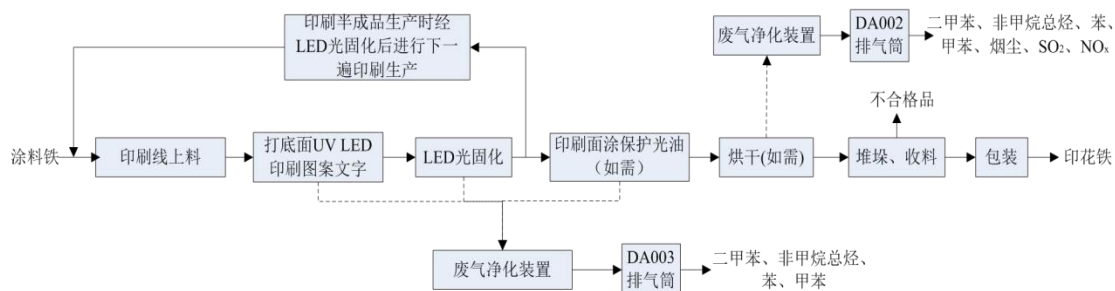 印刷半成品生产时经
LED光固化后进行下一
遍印刷生产
废气净化装置
DA002
排气筒
二甲苯、非甲烷总烃、苯、
甲苯、烟尘、SO₂、NOₓ
不合格品
涂料铁
印刷线上料
打底面UV LED
印刷图案文字
LED光固化
印刷面涂保护光油
（如需）
烘干(如需)
堆垛、收料
包装
印花铁
废气净化装置
DA003
排气筒
二甲苯、非甲烷总烃、
苯、甲苯